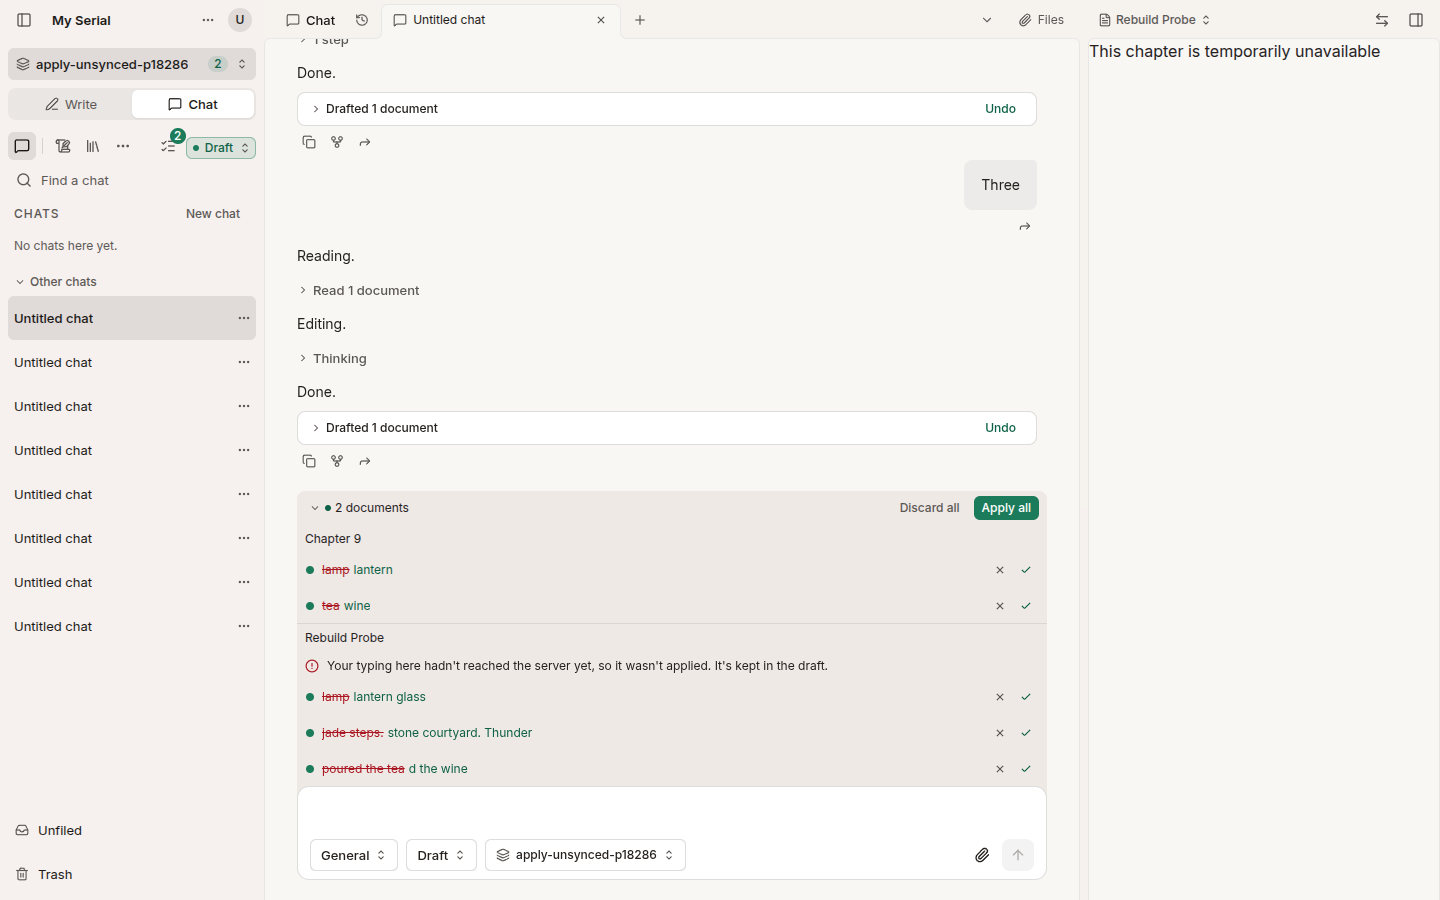 My Serial
U
apply-unsynced-p18286
2
Write
Chat
2
Draft
Find a chat
CHATS
New chat
No chats here yet.
Other chats
Untitled chat
Untitled chat
Untitled chat
Untitled chat
Untitled chat
Untitled chat
Untitled chat
Untitled chat
Unfiled
Trash
Chat
Untitled chat
Files
1 step
Done.
Drafted 1 document
Undo
Three
Reading.
Read 1 document
Editing.
Thinking
Done.
Drafted 1 document
Undo
2 documents
Discard all
Apply all
Chapter 9
lamp lantern
tea wine
Rebuild Probe
Your typing here hadn't reached the server yet, so it wasn't applied. It's kept in the draft.
lamp lantern glass
jade steps. stone courtyard. Thunder
poured the tea d the wine
General
Draft
apply-unsynced-p18286
Rebuild Probe
This chapter is temporarily unavailable